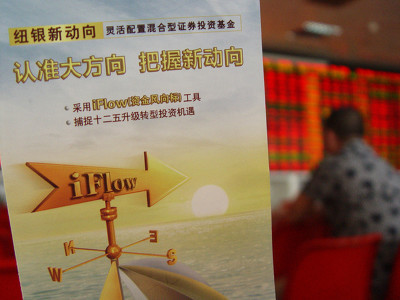 纽银新动向 灵活配置混合型证券投资基金
认准大方向 把握新动向
• 采用iFlow(资金风向标)工具
• 捕捉十二五升级转型投资机遇
iFlow
N E
W S